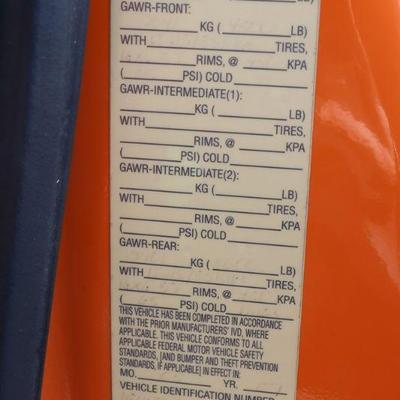 LB)
GAWR-FRONT:
KG ( LB)
WITH TIRES,
RIMS, @ KPA
( PSI) COLD
GAWR-INTERMEDIATE(1):
KG ( LB)
WITH TIRES,
RIMS, @ KPA
( PSI) COLD
GAWR-INTERMEDIATE(2):
KG ( LB)
WITH TIRES,
RIMS, @ KPA
( PSI) COLD
GAWR-REAR:
KG ( LB)
WITH TIRES,
RIMS, @ KPA
( PSI) COLD
THIS VEHICLE HAS BEEN COMPLETED IN ACCORDANCE
WITH THE PRIOR MANUFACTURERS' IVD, WHERE
APPLICABLE. THIS VEHICLE CONFORMS TO ALL
APPLICABLE FEDERAL MOTOR VEHICLE SAFETY
STANDARDS, [AND BUMPER AND THEFT PREVENTION
STANDARDS, IF APPLICABLE] IN EFFECT IN:
MO. YR.
VEHICLE IDENTIFICATION NUMBER